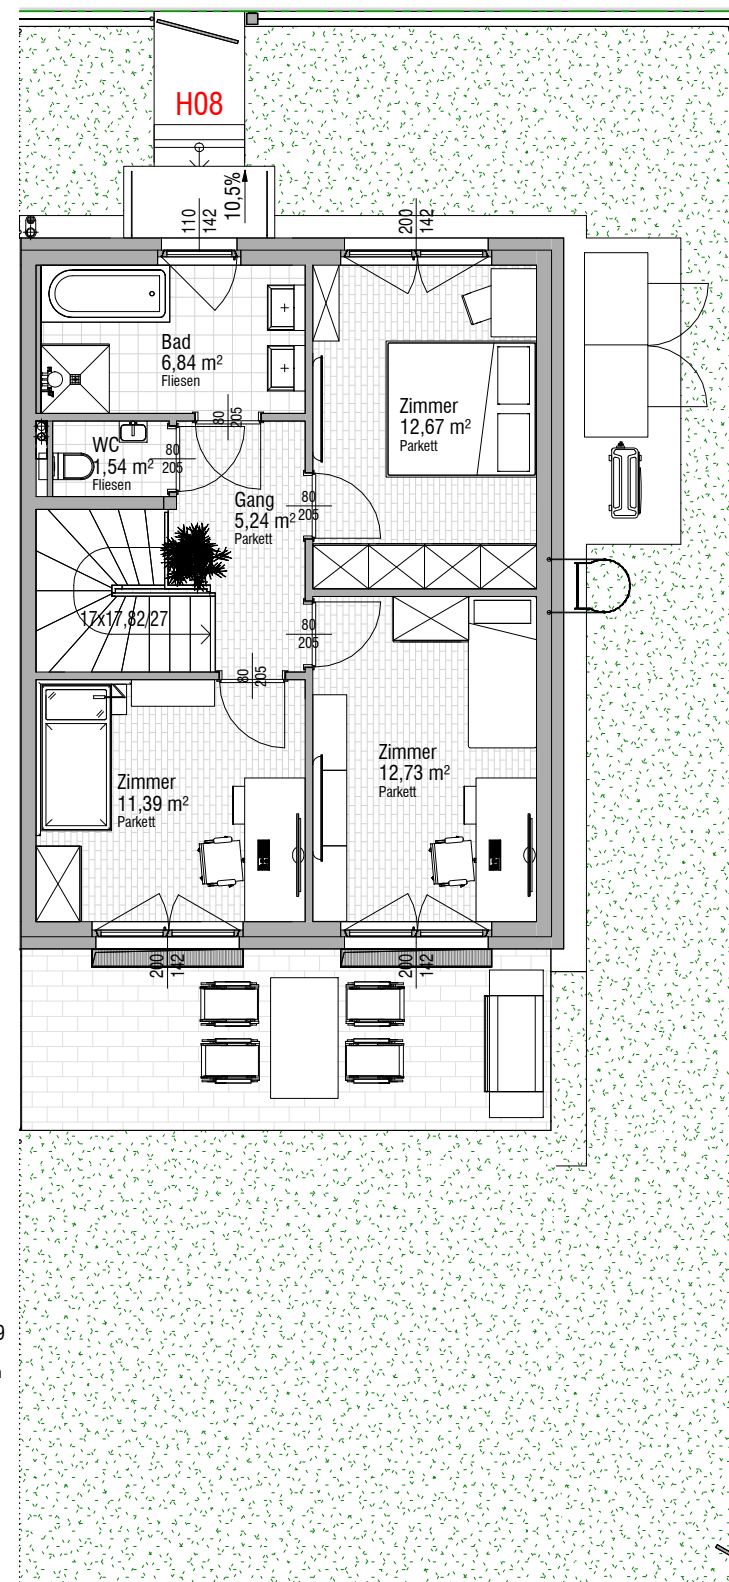 H08
10,5%
110
142
200
142
Bad
6,84 m²
Fliesen
Zimmer
12,67 m²
Parkett
80
205
WC
1,54 m²
Fliesen
80
205
Gang
5,24 m²
Parkett
80
205
17x17,82/27
80
205
80
205
Zimmer
12,73 m²
Parkett
Zimmer
11,39 m²
Parkett
200
142
200
142
9